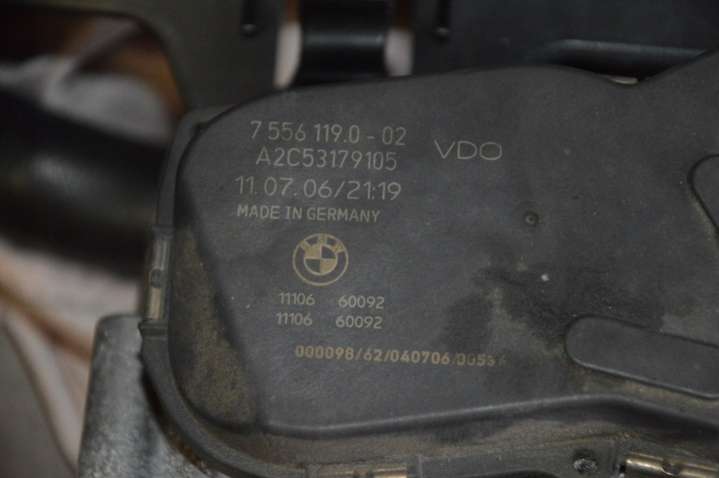 7 556 119.0 - 02
VDO
A2C53179105
11.07.06/21:19
MADE IN GERMANY
BMW
11106 60092
11106 60092
000098/62/040706/0053